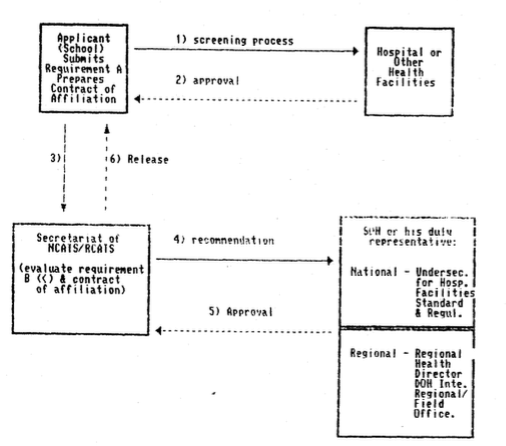 Applicant
(School)
Submits
Requirement A
Prepares
Contract of
Affiliation
1) screening process
2) approval
Hospital or
Other
Health
Facilities
3)
6) Release
Secretariat of
NCAIS/RCAIS
(evaluate requirement
B (C) & contract
of affiliation)
4) recommendation
5) Approval
SOH or his duly
representative:
National - Undersec.
for Hosp.
Facilities
Standard
& Regul.
Regional - Regional
Health
Director
DOH Inte.
Regional/
Field
Office.